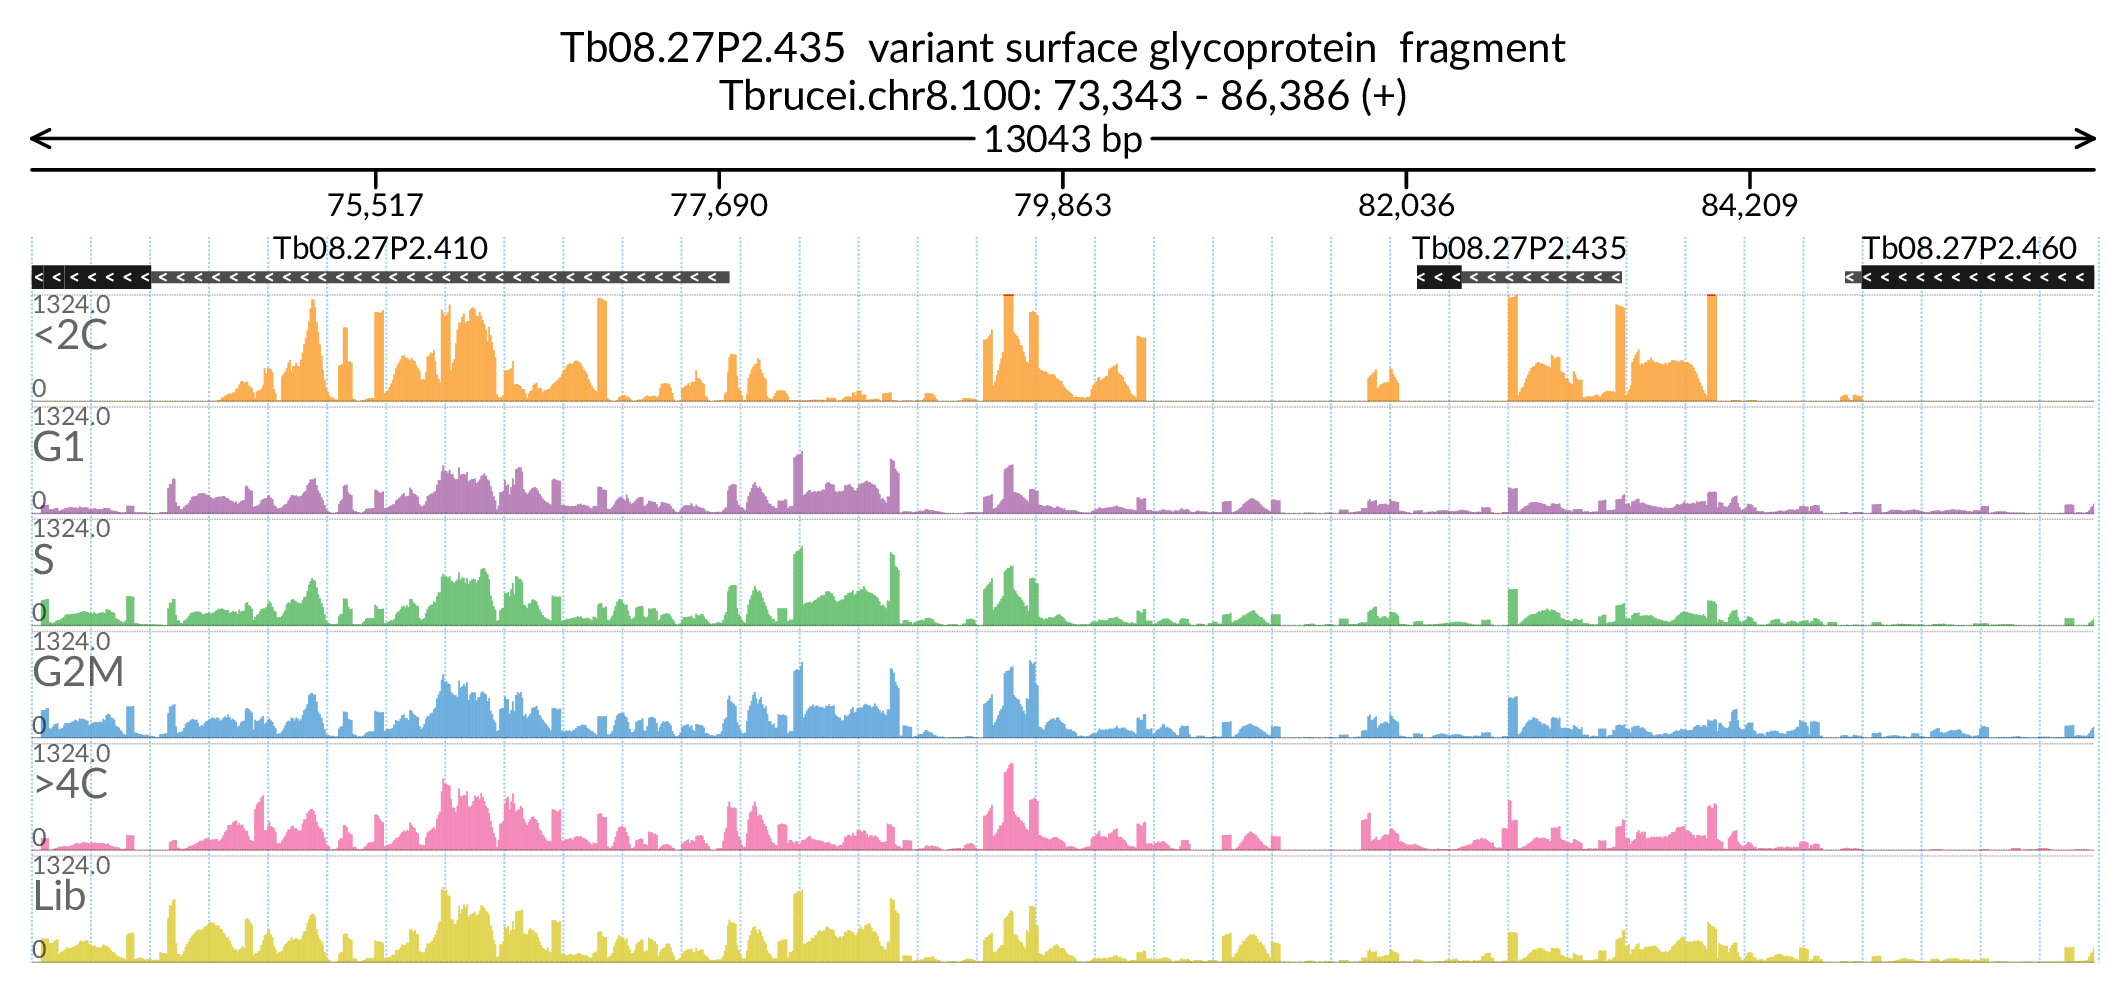 Tb08.27P2.435 variant surface glycoprotein fragment
Tbrucei.chr8.100: 73,343 - 86,386 (+)
13043 bp
75,517 77,690 79,863 82,036 84,209
Tb08.27P2.410 Tb08.27P2.435 Tb08.27P2.460
1324.0
<2C
0
1324.0
G1
0
1324.0
S
0
1324.0
G2M
0
1324.0
>4C
0
1324.0
Lib
0